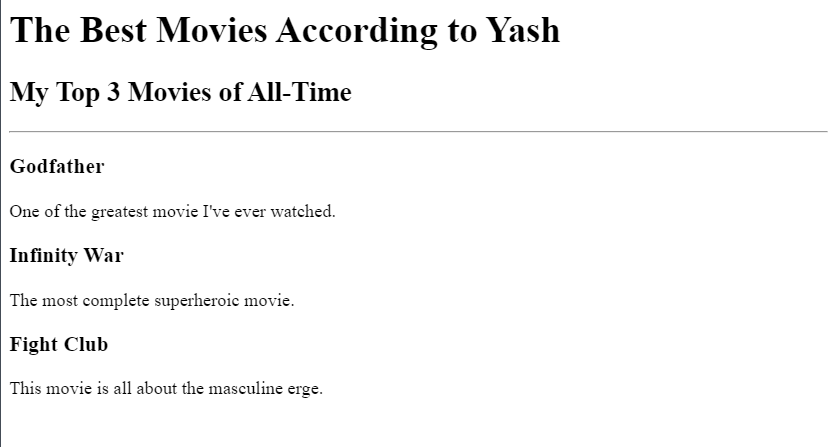 The Best Movies According to Yash
My Top 3 Movies of All-Time
Godfather
One of the greatest movie I've ever watched.
Infinity War
The most complete superheroic movie.
Fight Club
This movie is all about the masculine erge.